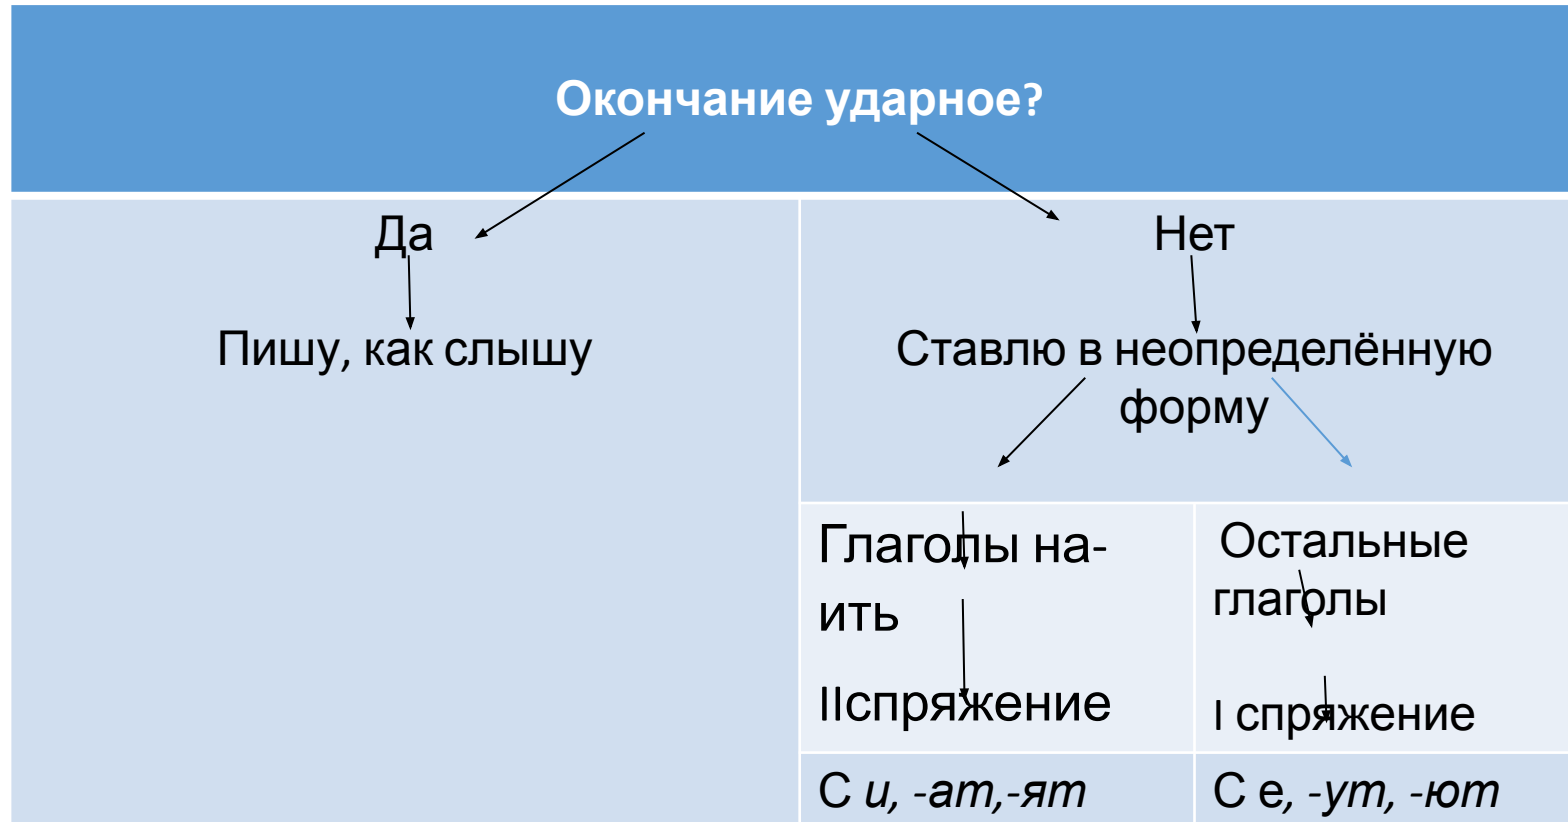 Окончание ударное?
Да
Пишу, как слышу
Нет
Ставлю в неопределённую
форму
Глаголы на-
ить
IIспряжение
Остальные
глаголы
I спряжение
С и, -ат,-ят
С е, -ут, -ют